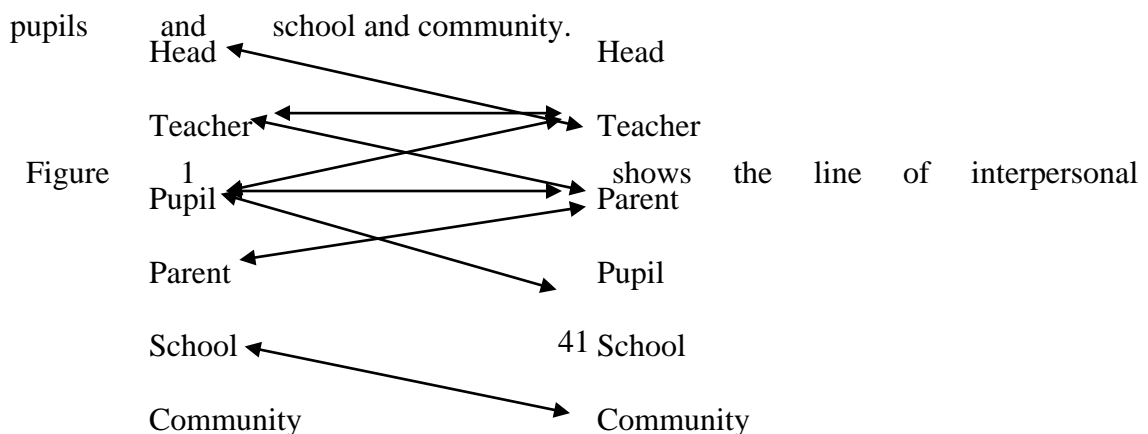 pupils and school and community.
Head Head
Teacher Teacher
Figure 1 shows the line of interpersonal
Pupil Parent
Parent Pupil
School 41 School
Community Community